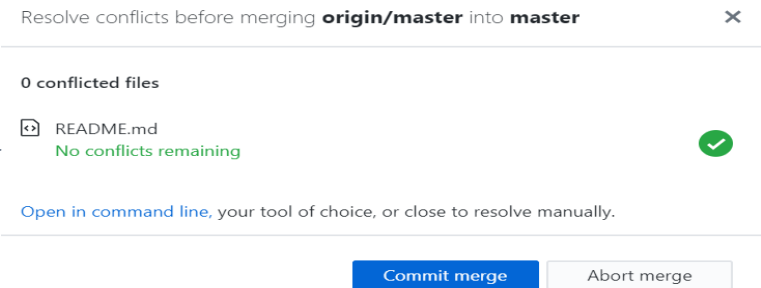 Resolve conflicts before merging origin/master into master
0 conflicted files
README.md
No conflicts remaining
Open in command line, your tool of choice, or close to resolve manually.
Commit merge Abort merge